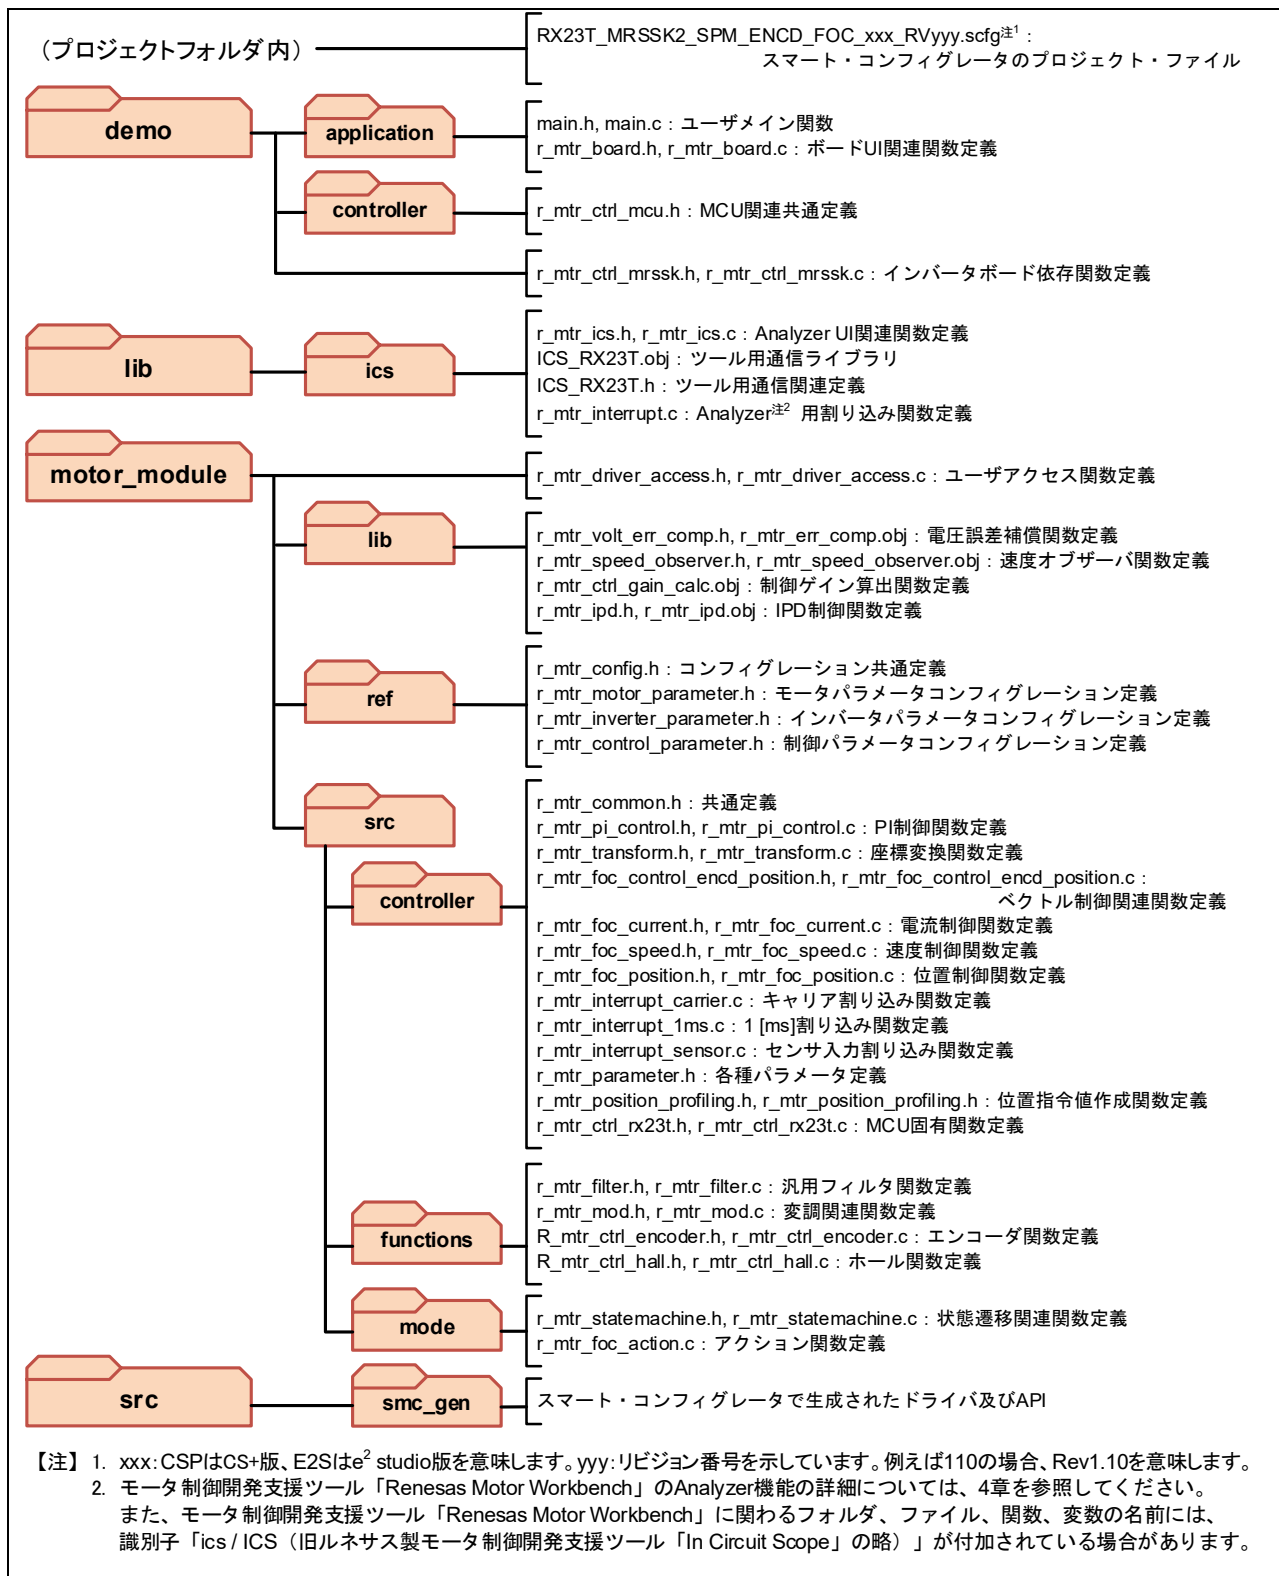 (プロジェクトフォルダ内)
RX23T_MRSSK2_SPM_ENCD_FOC_xxx_RVyyy.scfg注1：
スマート・コンフィグレータのプロジェクト・ファイル
demo
application
main.h, main.c：ユーザメイン関数
r_mtr_board.h, r_mtr_board.c：ボードUI関連関数定義
controller
r_mtr_ctrl_mcu.h：MCU関連共通定義
r_mtr_ctrl_mrssk.h, r_mtr_ctrl_mrssk.c：インバータボード依存関数定義
lib
ics
r_mtr_ics.h, r_mtr_ics.c：Analyzer UI関連関数定義
ICS_RX23T.obj：ツール用通信ライブラリ
ICS_RX23T.h：ツール用通信関連定義
r_mtr_interrupt.c：Analyzer注2 用割り込み関数定義
motor_module
r_mtr_driver_access.h, r_mtr_driver_access.c：ユーザアクセス関数定義
lib
r_mtr_volt_err_comp.h, r_mtr_err_comp.obj：電圧誤差補償関数定義
r_mtr_speed_observer.h, r_mtr_speed_observer.obj：速度オブザーバ関数定義
r_mtr_ctrl_gain_calc.obj：制御ゲイン算出関数定義
r_mtr_ipd.h, r_mtr_ipd.obj：IPD制御関数定義
ref
r_mtr_config.h：コンフィグレーション共通定義
r_mtr_motor_parameter.h：モータパラメータコンフィグレーション定義
r_mtr_inverter_parameter.h：インバータパラメータコンフィグレーション定義
r_mtr_control_parameter.h：制御パラメータコンフィグレーション定義
src
controller
r_mtr_common.h：共通定義
r_mtr_pi_control.h, r_mtr_pi_control.c：PI制御関数定義
r_mtr_transform.h, r_mtr_transform.c：座標変換関数定義
r_mtr_foc_control_encd_position.h, r_mtr_foc_control_encd_position.c：
ベクトル制御関連関数定義
r_mtr_foc_current.h, r_mtr_foc_current.c：電流制御関数定義
r_mtr_foc_speed.h, r_mtr_foc_speed.c：速度制御関数定義
r_mtr_foc_position.h, r_mtr_foc_position.c：位置制御関数定義
r_mtr_interrupt_carrier.c：キャリア割り込み関数定義
r_mtr_interrupt_1ms.c：1 [ms]割り込み関数定義
r_mtr_interrupt_sensor.c：センサ入力割り込み関数定義
r_mtr_parameter.h：各種パラメータ定義
r_mtr_position_profiling.h, r_mtr_position_profiling.h：位置指令値作成関数定義
r_mtr_ctrl_rx23t.h, r_mtr_ctrl_rx23t.c：MCU固有関数定義
functions
r_mtr_filter.h, r_mtr_filter.c：汎用フィルタ関数定義
r_mtr_mod.h, r_mtr_mod.c：変調関連関数定義
R_mtr_ctrl_encoder.h, r_mtr_ctrl_encoder.c：エンコーダ関数定義
R_mtr_ctrl_hall.h, r_mtr_ctrl_hall.c：ホール関数定義
mode
r_mtr_statemachine.h, r_mtr_statemachine.c：状態遷移関連関数定義
r_mtr_foc_action.c：アクション関数定義
src
smc_gen
スマート・コンフィグレータで生成されたドライバ及びAPI
【注】 1. xxx：CSPはCS+版、E2Sはe2 studio版を意味します。yyy：リビジョン番号を示しています。例えば110の場合、Rev1.10を意味します。
2. モータ制御開発支援ツール「Renesas Motor Workbench」のAnalyzer機能の詳細については、4章を参照してください。
また、モータ制御開発支援ツール「Renesas Motor Workbench」に関わるフォルダ、ファイル、関数、変数の名前には、
識別子「ics / ICS（旧ルネサス製モータ制御開発支援ツール「In Circuit Scope」の略）」が付加されている場合があります。